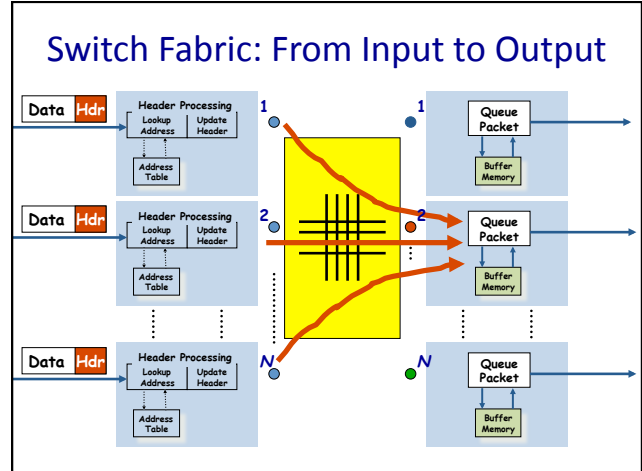 Switch Fabric: From Input to Output
Data Hdr
Header Processing
Lookup Address
Update Header
Address Table
1
1
Queue Packet
Buffer Memory
Data Hdr
Header Processing
Lookup Address
Update Header
Address Table
2
2
Queue Packet
Buffer Memory
Data Hdr
Header Processing
Lookup Address
Update Header
Address Table
N
N
Queue Packet
Buffer Memory